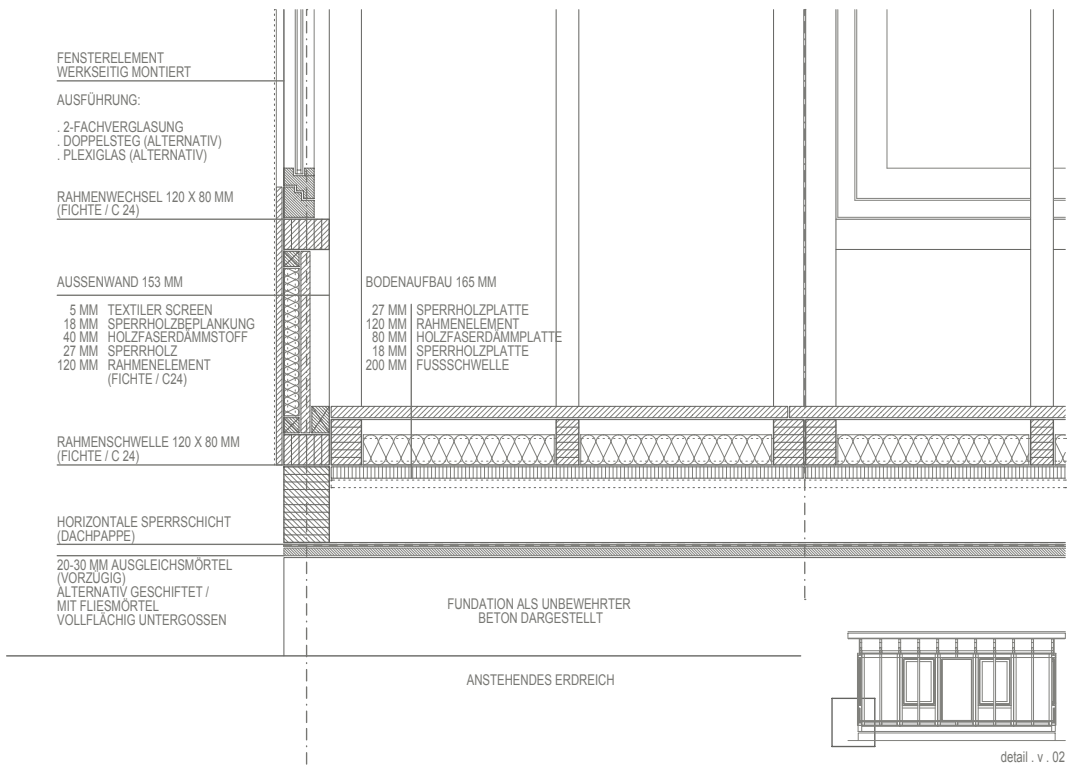 FENSTERELEMENT
WERKSEITIG MONTIERT
AUSFÜHRUNG:
. 2-FACHVERGLASUNG
. DOPPELSTEG (ALTERNATIV)
. PLEXIGLAS (ALTERNATIV)
RAHMENWECHSEL 120 X 80 MM
(FICHTE / C 24)
AUSSENWAND 153 MM
5 MM TEXTILER SCREEN
18 MM SPERRHOLZBEPLANKUNG
40 MM HOLZFASERDÄMMSTOFF
27 MM SPERRHOLZ
120 MM RAHMENELEMENT
(FICHTE / C24)
BODENAUFBAU 165 MM
27 MM SPERRHOLZPLATTE
120 MM RAHMENELEMENT
80 MM HOLZFASERDÄMMPLATTE
18 MM SPERRHOLZPLATTE
200 MM FUSSSCHWELLE
RAHMENSCHWELLE 120 X 80 MM
(FICHTE / C 24)
HORIZONTALE SPERRSCHICHT
(DACHPAPPE)
20-30 MM AUSGLEICHSMÖRTEL
(VORZÜGIG)
ALTERNATIV GESCHIFTET /
MIT FLIESMÖRTEL
VOLLFLÄCHIG UNTERGOSSEN
FUNDATION ALS UNBEWEHRTER
BETON DARGESTELLT
ANSTEHENDES ERDREICH
detail . v . 02